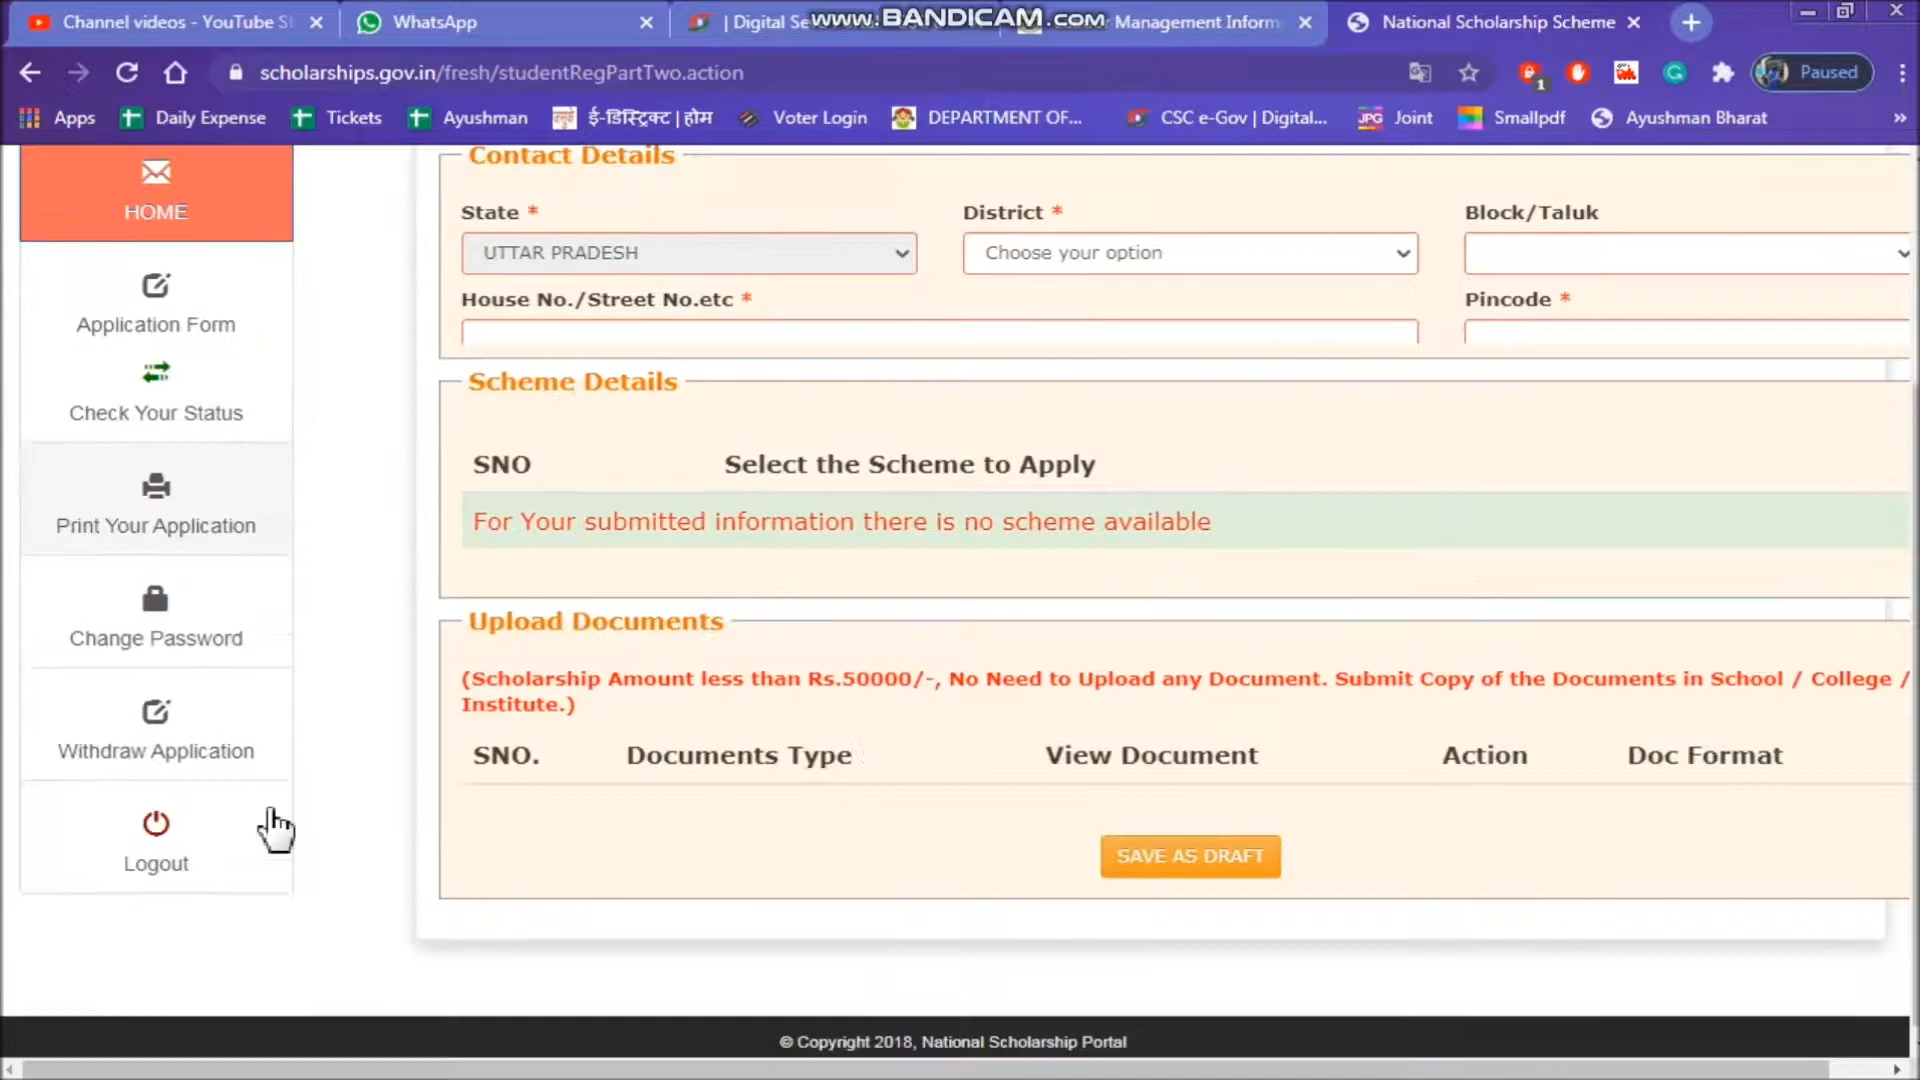 Channel videos - YouTube St
WhatsApp
| Digital Se
www.BANDICAM.com
Management Inform
National Scholarship Scheme
scholarships.gov.in/fresh/studentRegPartTwo.action
1
Paused
Apps
Daily Expense
Tickets
Ayushman
ई-डिस्ट्रिक्ट | होम
Voter Login
DEPARTMENT OF...
CSC e-Gov | Digital...
JPG
Joint
Smallpdf
Ayushman Bharat
»
HOME
Application Form
Check Your Status
Print Your Application
Change Password
Withdraw Application
Logout
Contact Details
State *
District *
Block/Taluk
UTTAR PRADESH
Choose your option
House No./Street No.etc *
Pincode *
Scheme Details
SNO
Select the Scheme to Apply
For Your submitted information there is no scheme available
Upload Documents
(Scholarship Amount less than Rs.50000/-, No Need to Upload any Document. Submit Copy of the Documents in School / College /
Institute.)
SNO.
Documents Type
View Document
Action
Doc Format
SAVE AS DRAFT
© Copyright 2018, National Scholarship Portal